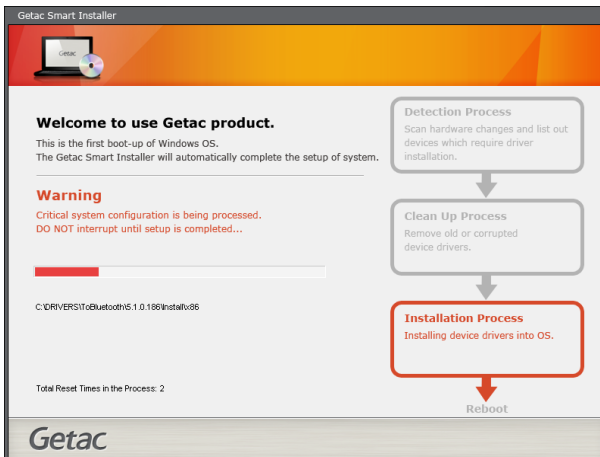 Getac Smart Installer
Getac
Welcome to use Getac product.
This is the first boot-up of Windows OS.
The Getac Smart Installer will automatically complete the setup of system.
Warning
Critical system configuration is being processed.
DO NOT interrupt until setup is completed...
C:\DRIVERS\ToBluetooth\5.1.0.186\Install\x86
Total Reset Times in the Process: 2
Detection Process
Scan hardware changes and list out
devices which require driver
installation.
Clean Up Process
Remove old or corrupted
device drivers.
Installation Process
Installing device drivers into OS.
Reboot
Getac